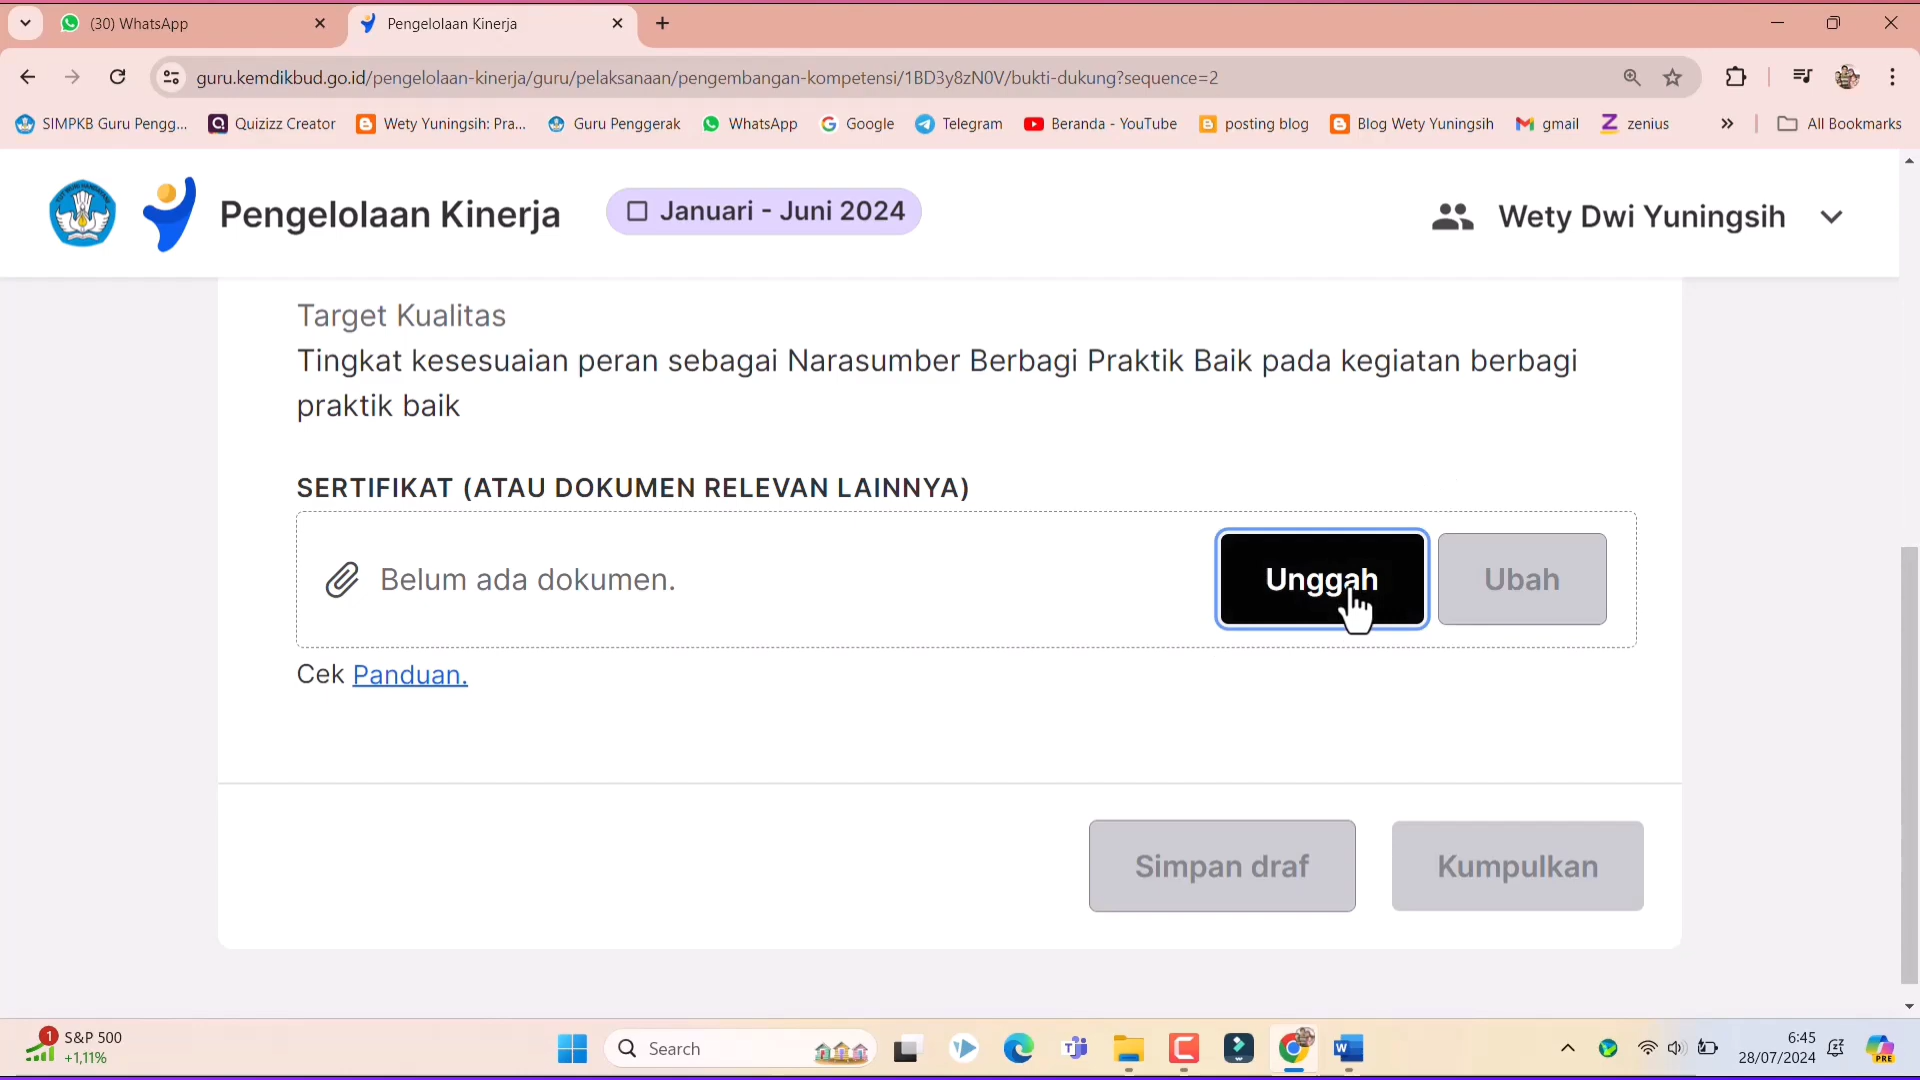 (30) WhatsApp
Pengelolaan Kinerja
guru.kemdikbud.go.id/pengelolaan-kinerja/guru/pelaksanaan/pengembangan-kompetensi/1BD3y8zN0V/bukti-dukung?sequence=2
SIMPKB Guru Pengg...
Quizizz Creator
Wety Yuningsih: Pra...
Guru Penggerak
WhatsApp
Google
Telegram
Beranda - YouTube
posting blog
Blog Wety Yuningsih
gmail
zenius
All Bookmarks
Pengelolaan Kinerja
Januari - Juni 2024
Wety Dwi Yuningsih
Target Kualitas
Tingkat kesesuaian peran sebagai Narasumber Berbagi Praktik Baik pada kegiatan berbagi
praktik baik
SERTIFIKAT (ATAU DOKUMEN RELEVAN LAINNYA)
Belum ada dokumen.
Unggah
Ubah
Cek Panduan.
Simpan draf
Kumpulkan
1
S&P 500
+1,11%
Search
6:45
28/07/2024
PRE